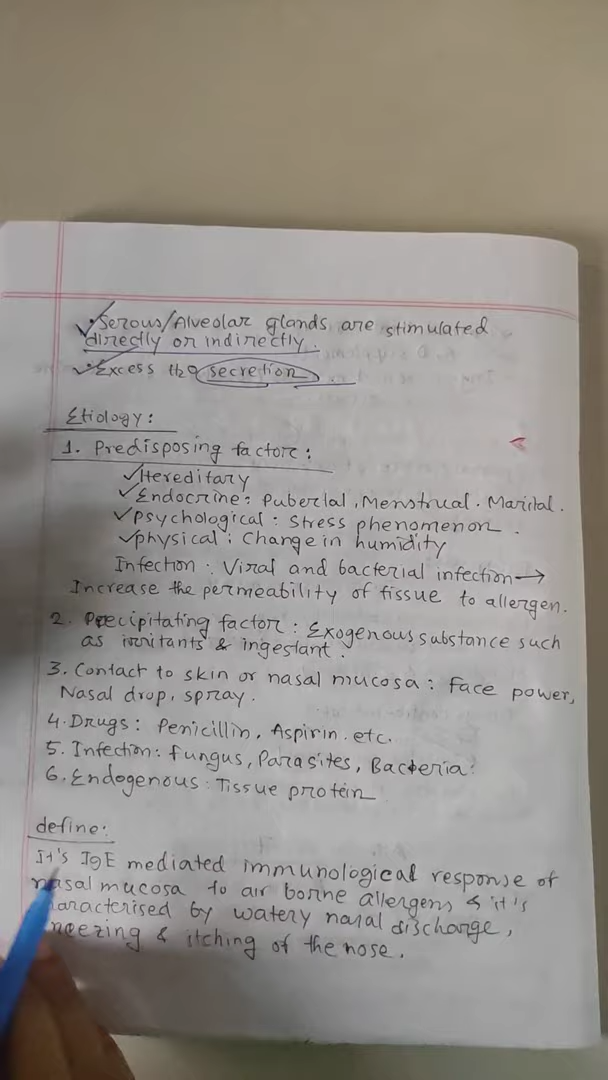 • Serous/Alveolar glands are stimulated
directly or indirectly.
• Excess H2O secretion
Etiology:
1. Predisposing factor:
✓Hereditary
✓Endocrine: Pubertal, Menstrual. Marital.
✓psychological: Stress phenomenon.
✓physical: Change in humidity
Infection: Viral and bacterial infection→
Increase the permeability of tissue to allergen.
2. Precipitating factor: Exogenous substance such
as irritants & ingestant.
3. Contact to skin or nasal mucosa: Face power,
Nasal drop, spray.
4. Drugs: Penicillin, Aspirin. etc.
5. Infection: Fungus, Parasites, Bacteria.
6. Endogenous: Tissue protein
define:
It's IgE mediated immunological response of
nasal mucosa to air borne allergens & it's
aracterised by watery nasal discharge,
neezing & itching of the nose.